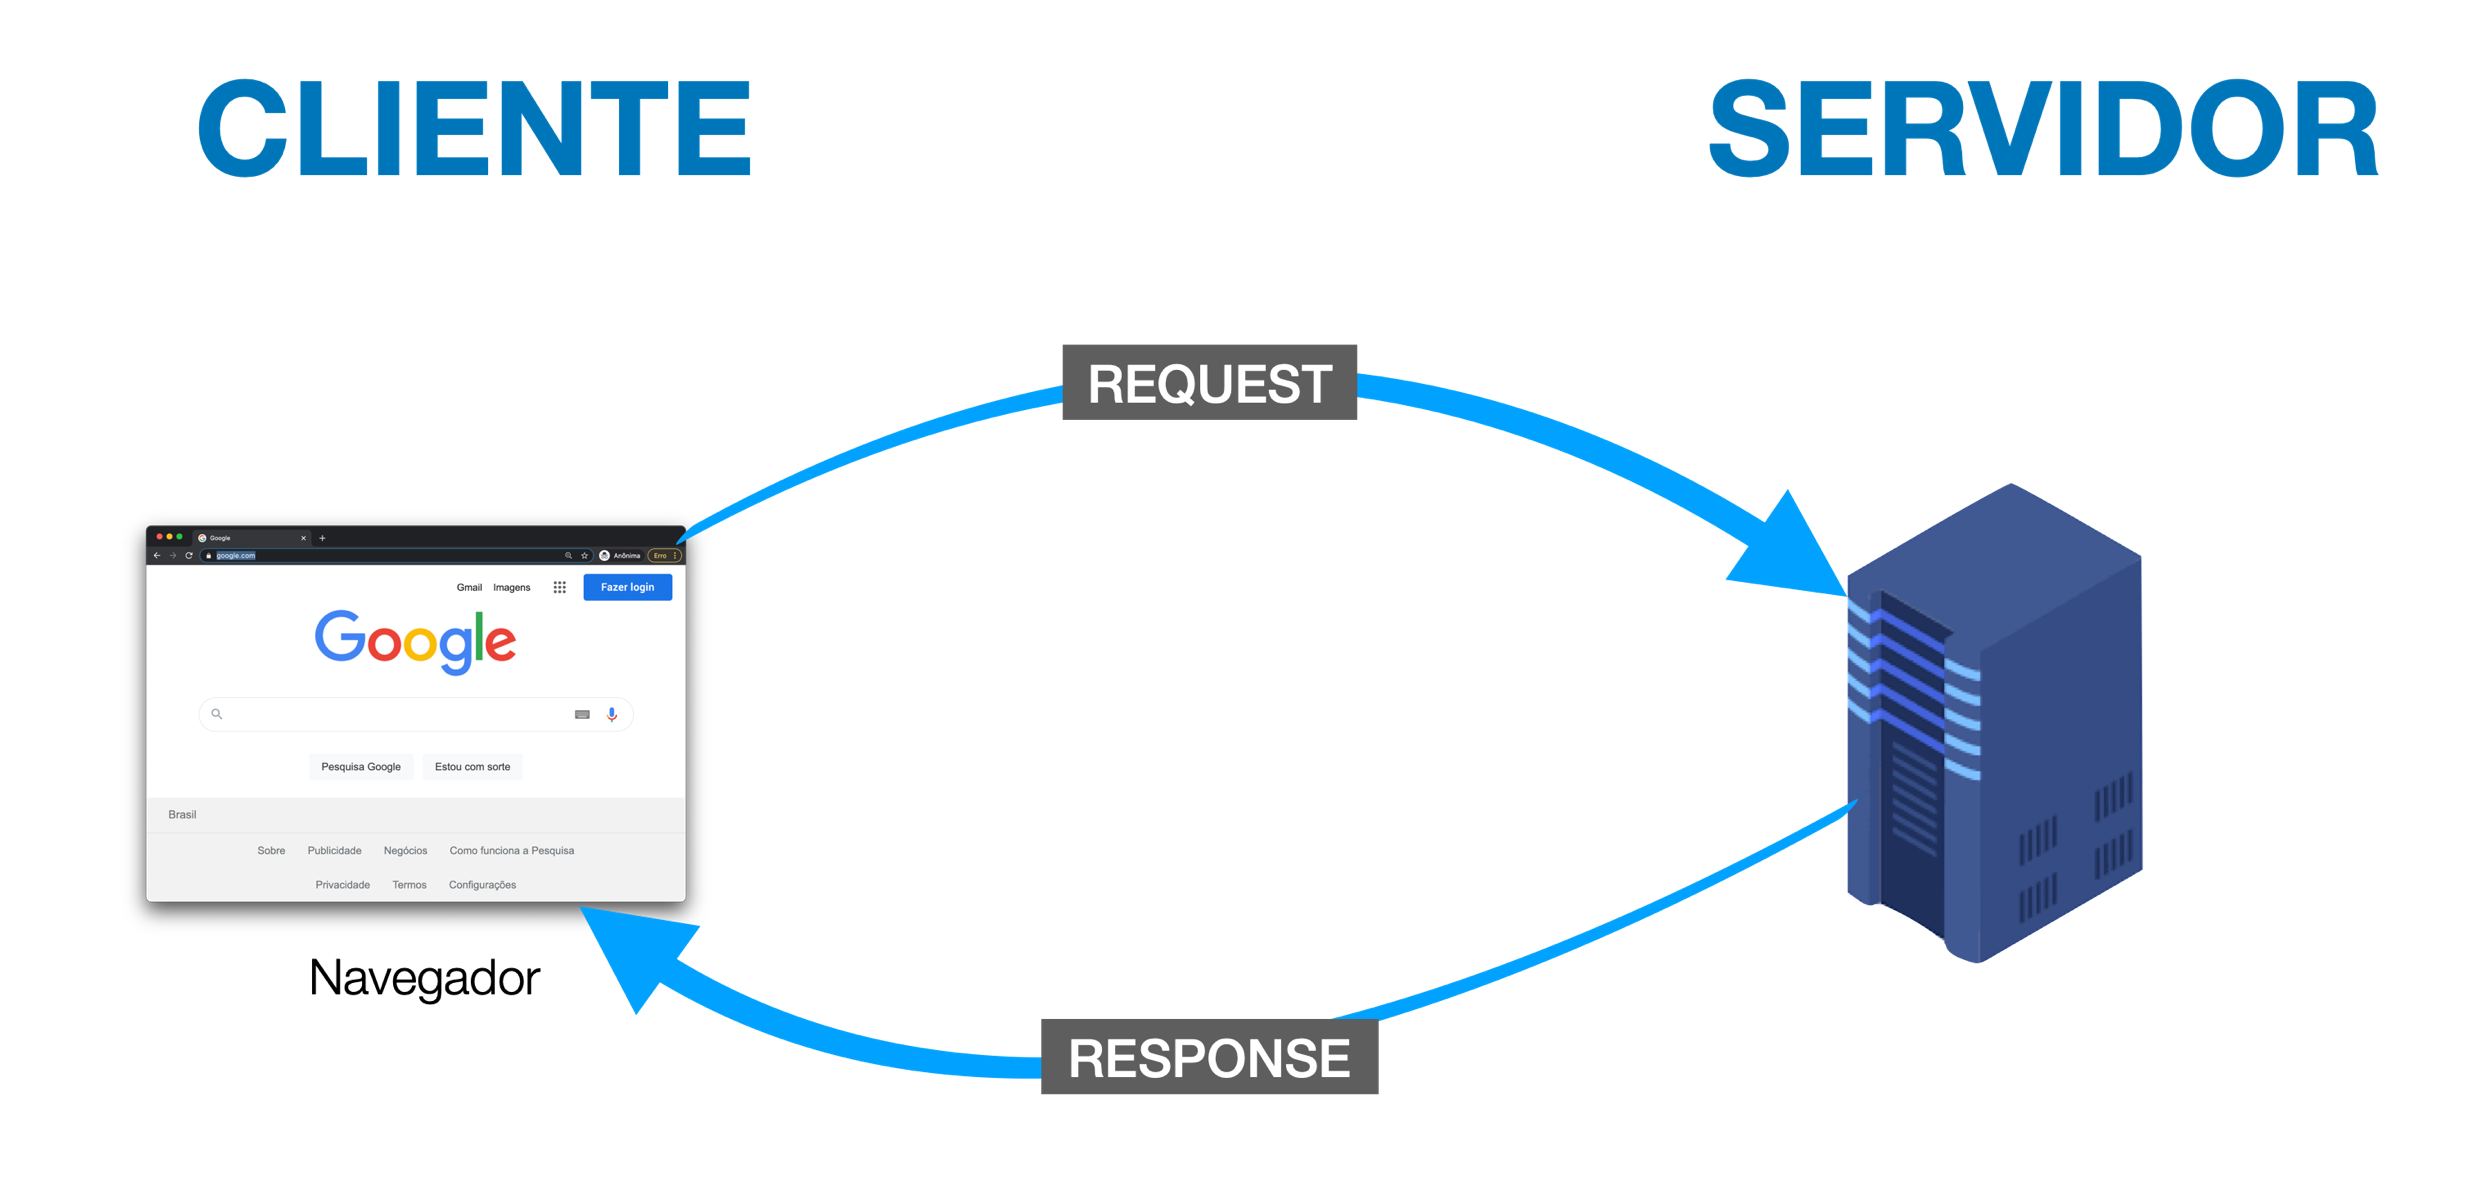 CLIENTE SERVIDOR
REQUEST
Google
google.com Anônima Erro
Gmail Imagens Fazer login
Google
Pesquisa Google Estou com sorte
Brasil
Sobre Publicidade Negócios Como funciona a Pesquisa
Privacidade Termos Configurações
Navegador
RESPONSE